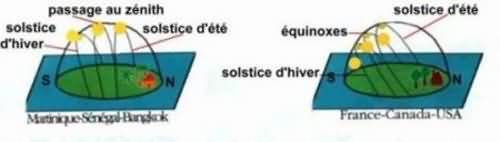 passage au zénith
solstice d'hiver
solstice d'été
S
N
Martinique-Sénégal-Bangkok
solstice d'été
équinoxes
solstice d'hiver
S
N
France-Canada-USA